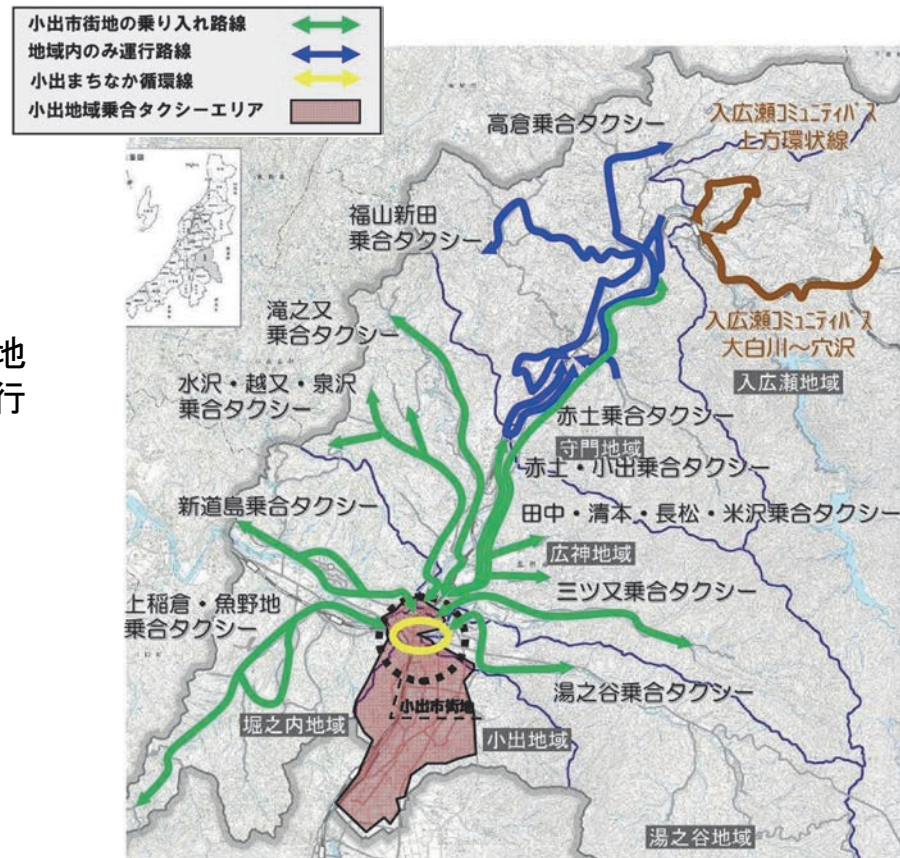 小出市街地の乗り入れ路線
地域内のみ運行路線
小出まちなか循環線
小出地域乗合タクシーエリア
高倉乗合タクシー
入広瀬コミュニティバス
上方環状線
福山新田
乗合タクシー
滝之又
乗合タクシー
入広瀬コミュニティバス
大白川～穴沢
地
行
水沢・越又・泉沢
乗合タクシー
入広瀬地域
赤土乗合タクシー
守門地域
赤土・小出乗合タクシー
新道島乗合タクシー
田中・清本・長松・米沢乗合タクシー
広神地域
三ツ又乗合タクシー
上稲倉・魚野地
乗合タクシー
湯之谷乗合タクシー
小出市街地
堀之内地域
小出地域
湯之谷地域